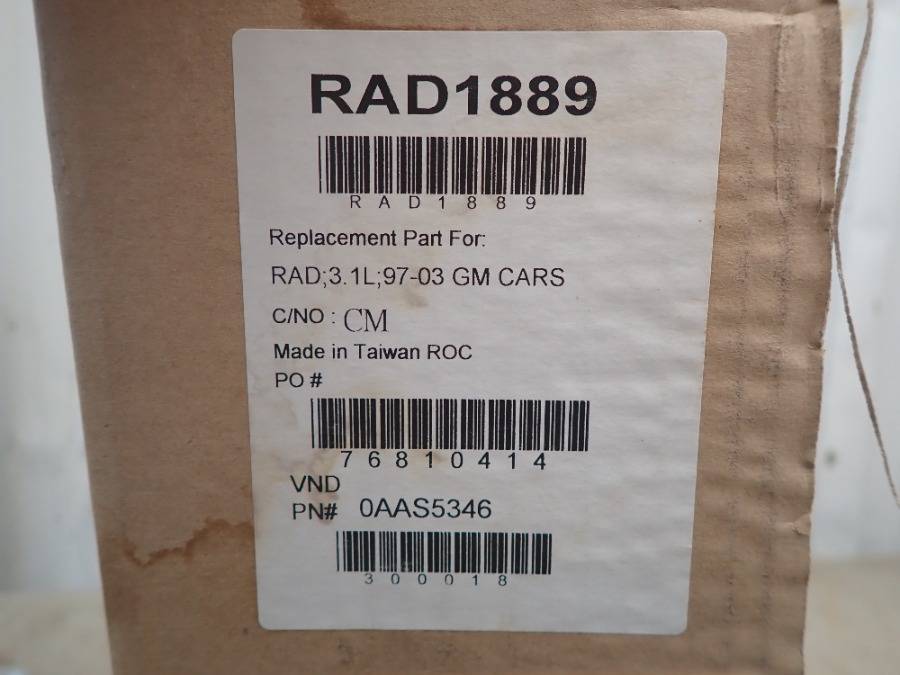 RAD1889
RAD1889
Replacement Part For:
RAD;3.1L;97-03 GM CARS
C/NO : CM
Made in Taiwan ROC
PO #
76810414
VND
PN# 0AAS5346
300018